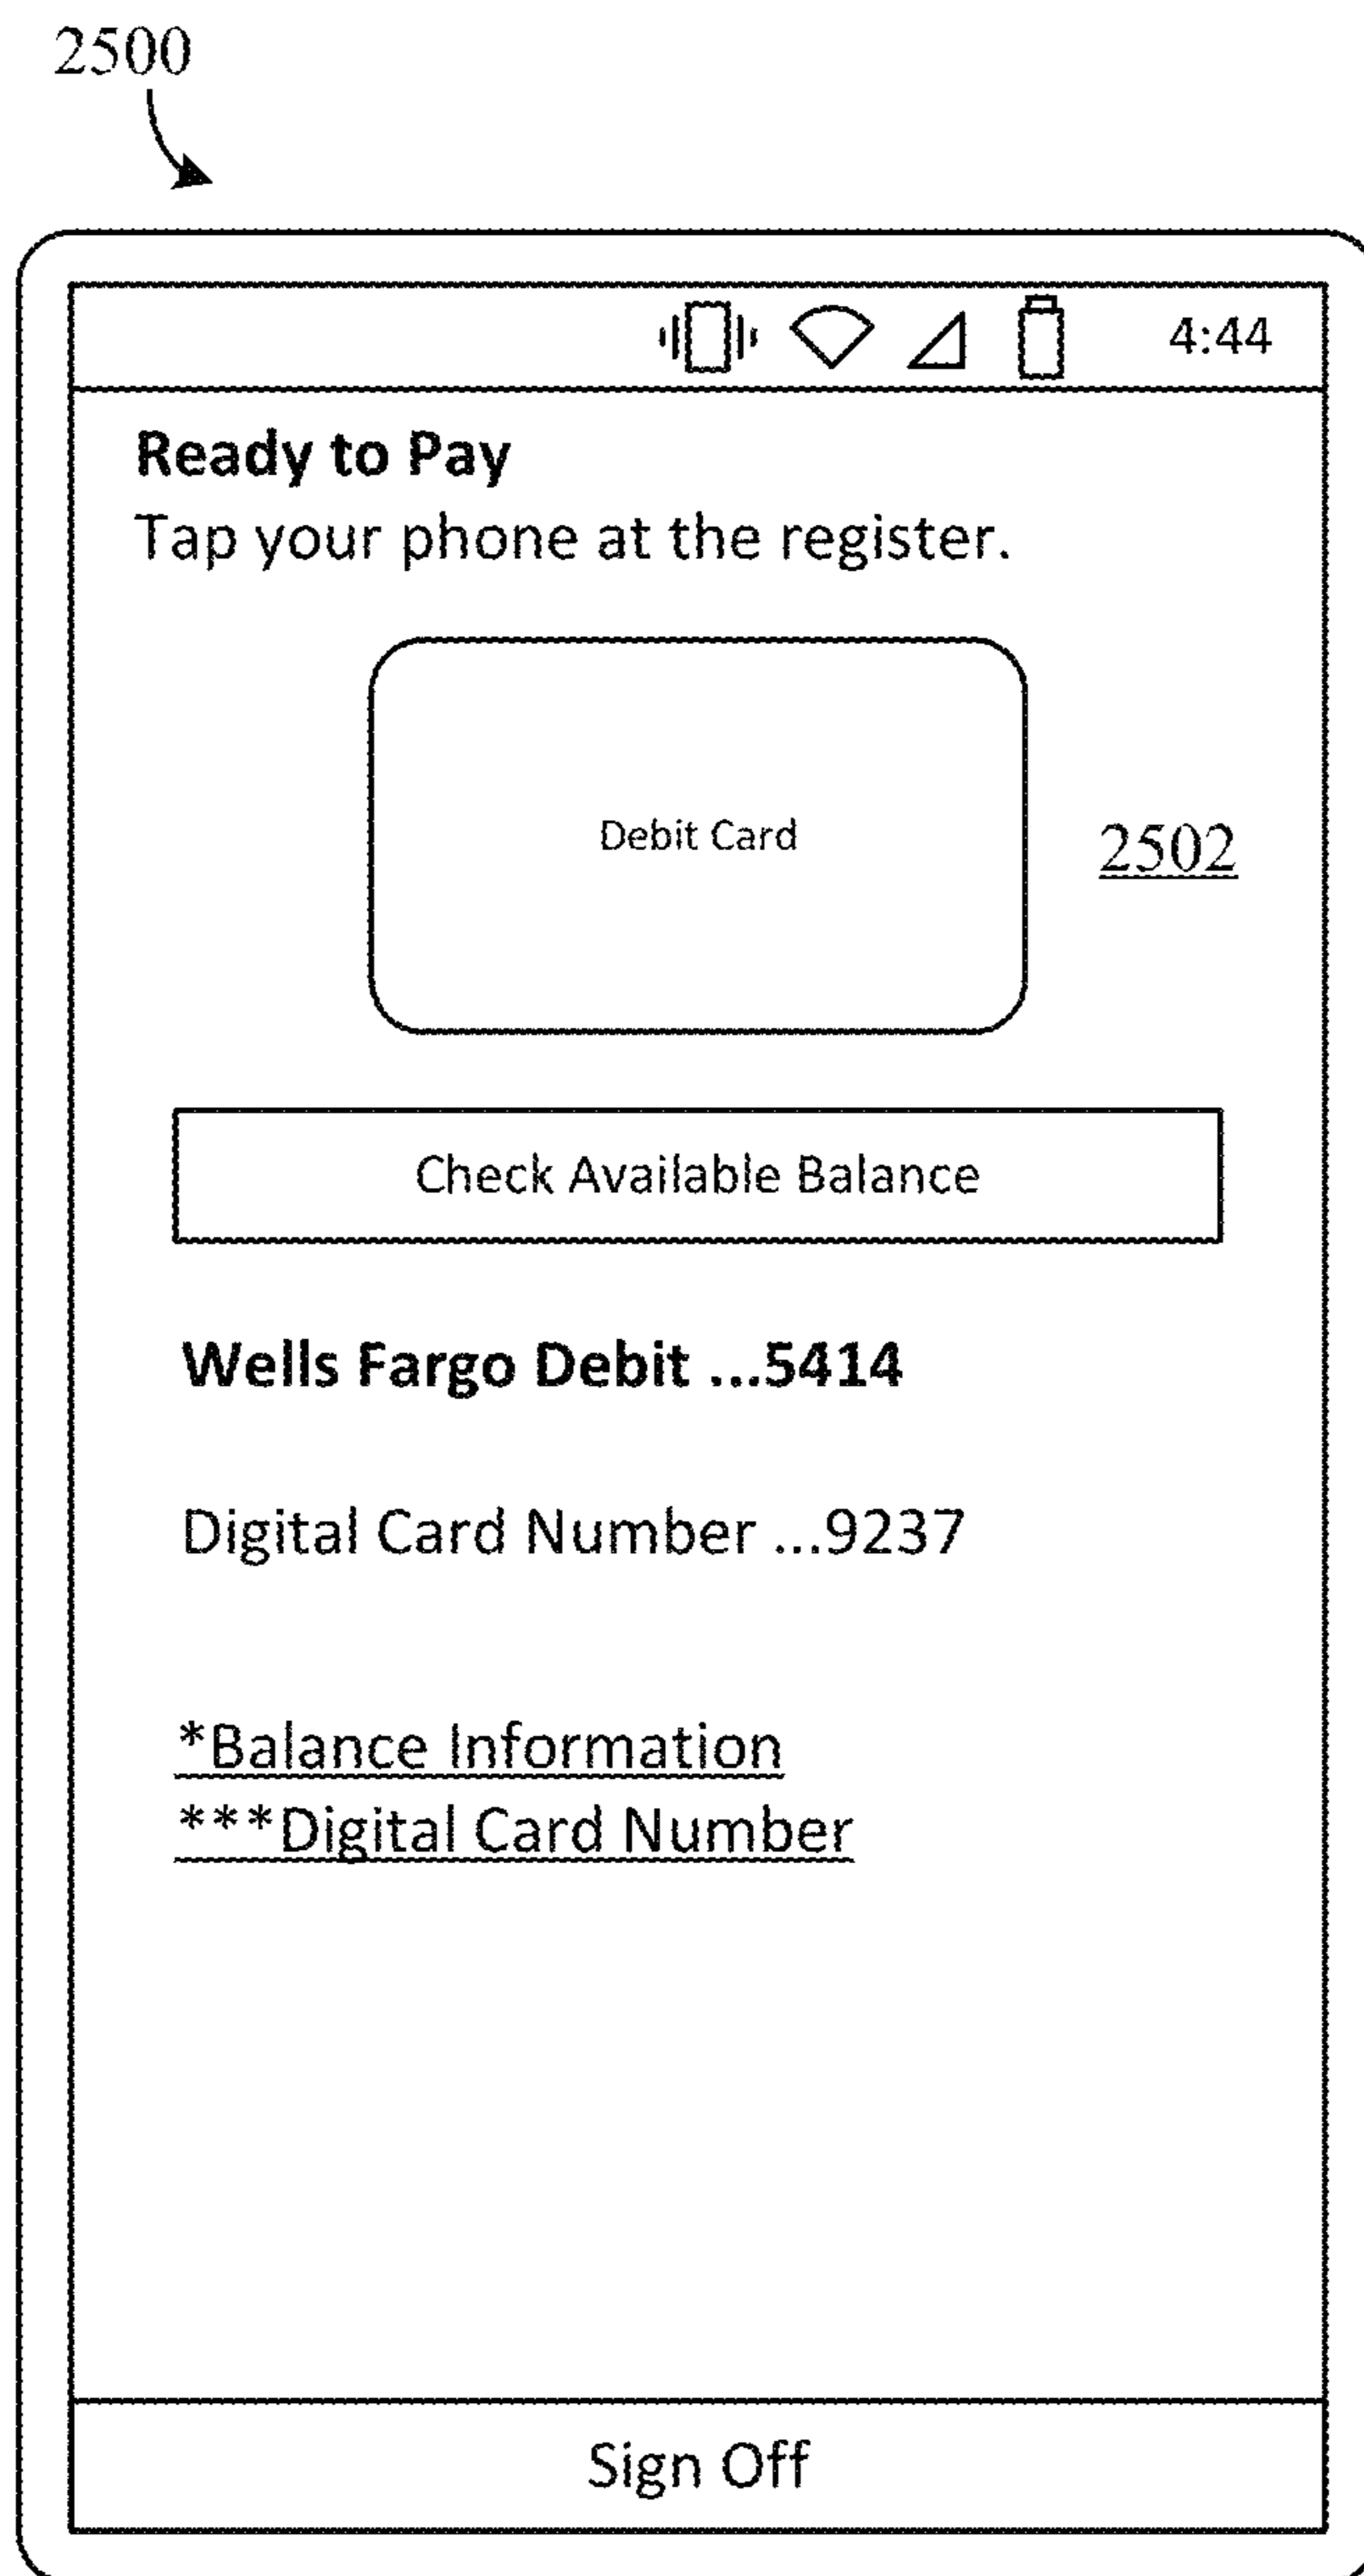 2500
4:44
Ready to Pay
Tap your phone at the register.
Debit Card
2502
Check Available Balance
Wells Fargo Debit ...5414
Digital Card Number ...9237
*Balance Information
***Digital Card Number
Sign Off